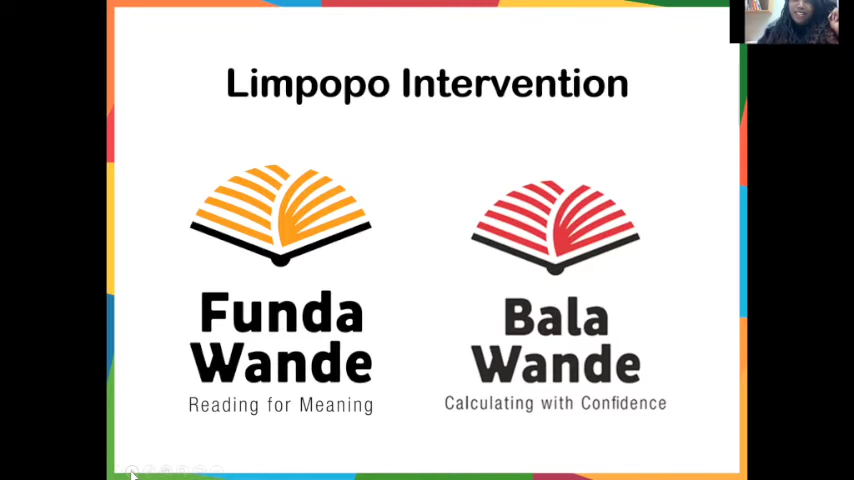 Limpopo Intervention
Funda
Wande
Reading for Meaning
Bala
Wande
Calculating with Confidence